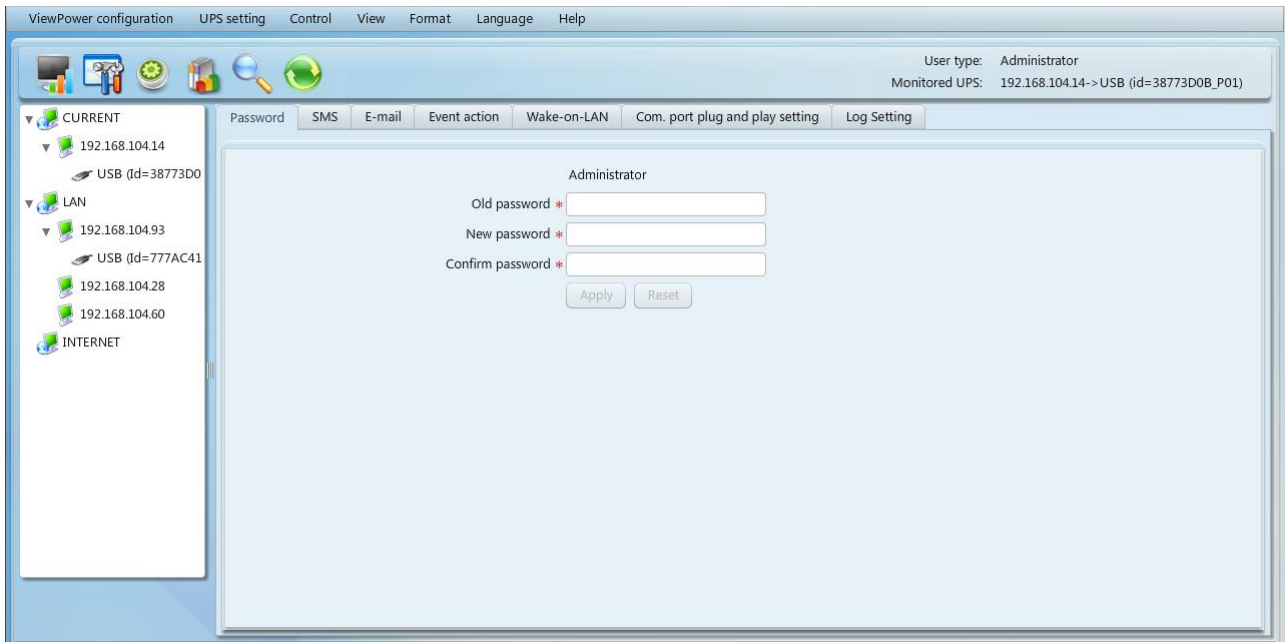 ViewPower configuration UPS setting Control View Format Language Help
User type: Administrator
Monitored UPS: 192.168.104.14->USB (id=38773D0B_P01)
CURRENT
192.168.104.14
USB (Id=38773D0
LAN
192.168.104.93
USB (Id=777AC41
192.168.104.28
192.168.104.60
INTERNET
Password SMS E-mail Event action Wake-on-LAN Com. port plug and play setting Log Setting
Administrator
Old password *
New password *
Confirm password *
Apply Reset